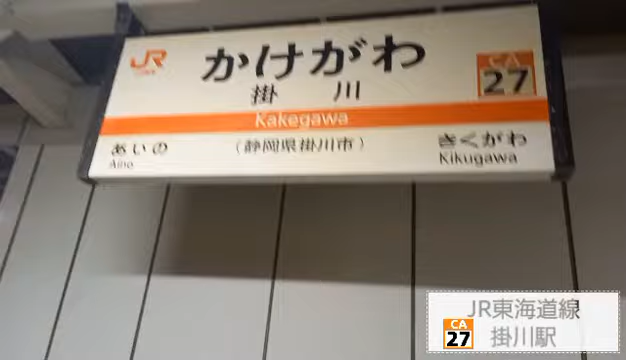 JR
かけがわ
掛 川
CA
27
Kakegawa
あいの
Aino
(静岡県掛川市)
きくがわ
Kikugawa
JR東海道線
CA
27
掛川駅